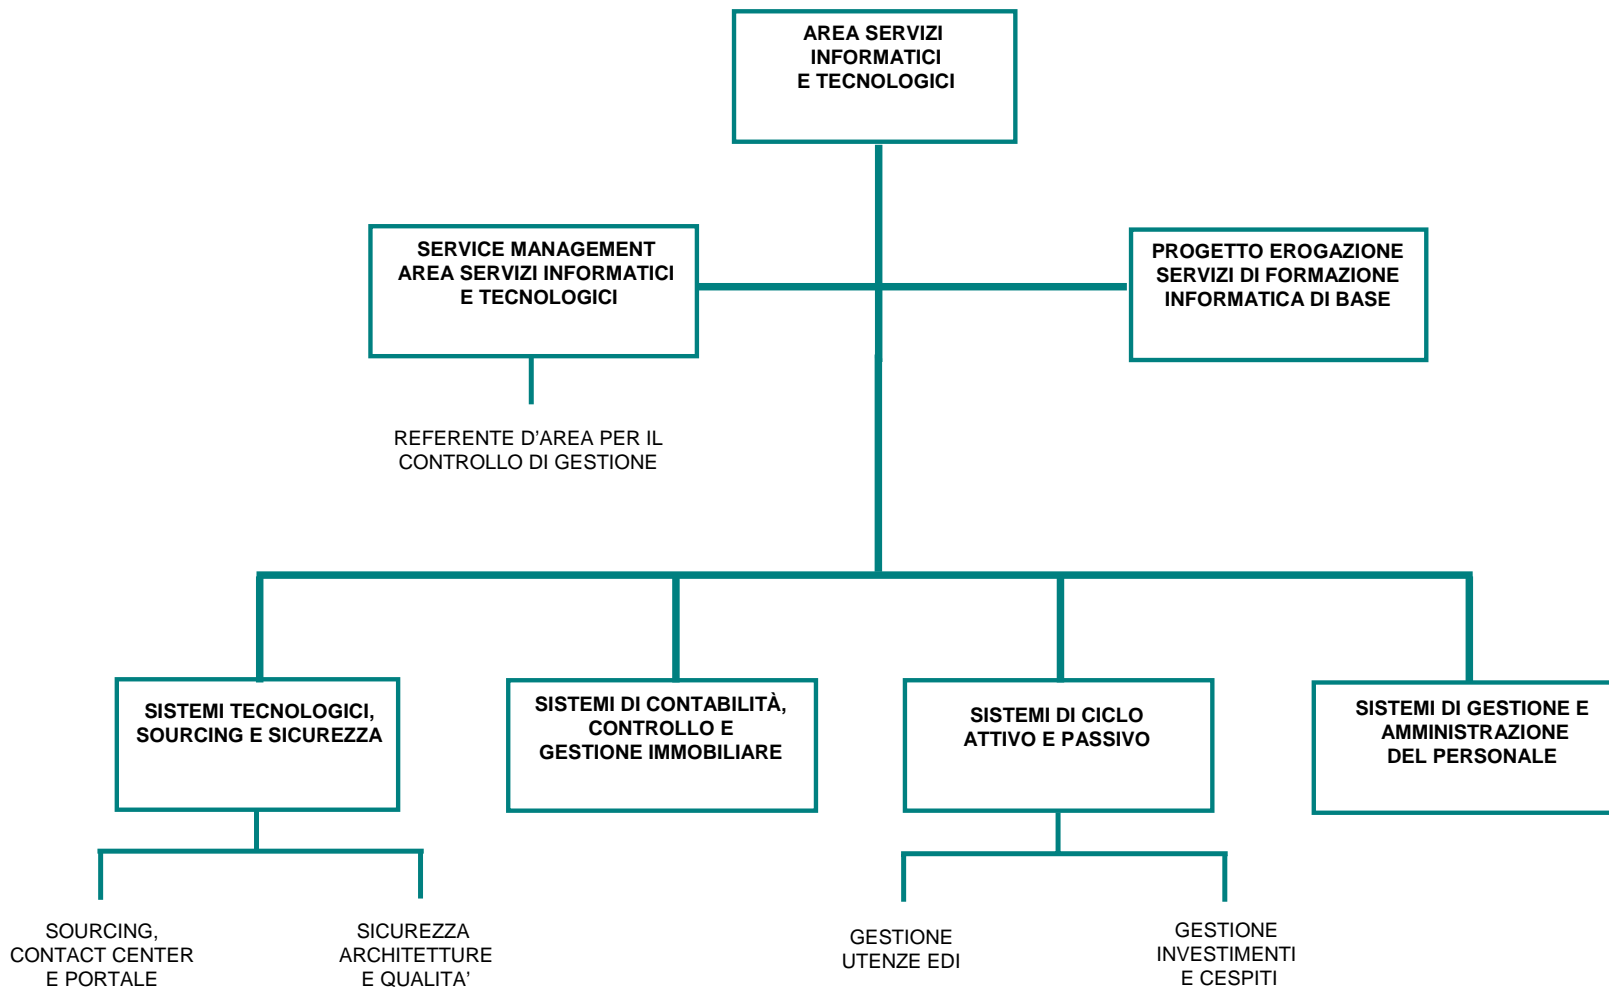 AREA SERVIZI
INFORMATICI
E TECNOLOGICI
SERVICE MANAGEMENT
AREA SERVIZI INFORMATICI
E TECNOLOGICI
PROGETTO EROGAZIONE
SERVIZI DI FORMAZIONE
INFORMATICA DI BASE
REFERENTE D’AREA PER IL
CONTROLLO DI GESTIONE
SISTEMI TECNOLOGICI,
SOURCING E SICUREZZA
SISTEMI DI CONTABILITÀ,
CONTROLLO E
GESTIONE IMMOBILIARE
SISTEMI DI CICLO
ATTIVO E PASSIVO
SISTEMI DI GESTIONE E
AMMINISTRAZIONE
DEL PERSONALE
SOURCING,
CONTACT CENTER
E PORTALE
SICUREZZA
ARCHITETTURE
E QUALITA’
GESTIONE
UTENZE EDI
GESTIONE
INVESTIMENTI
E CESPITI